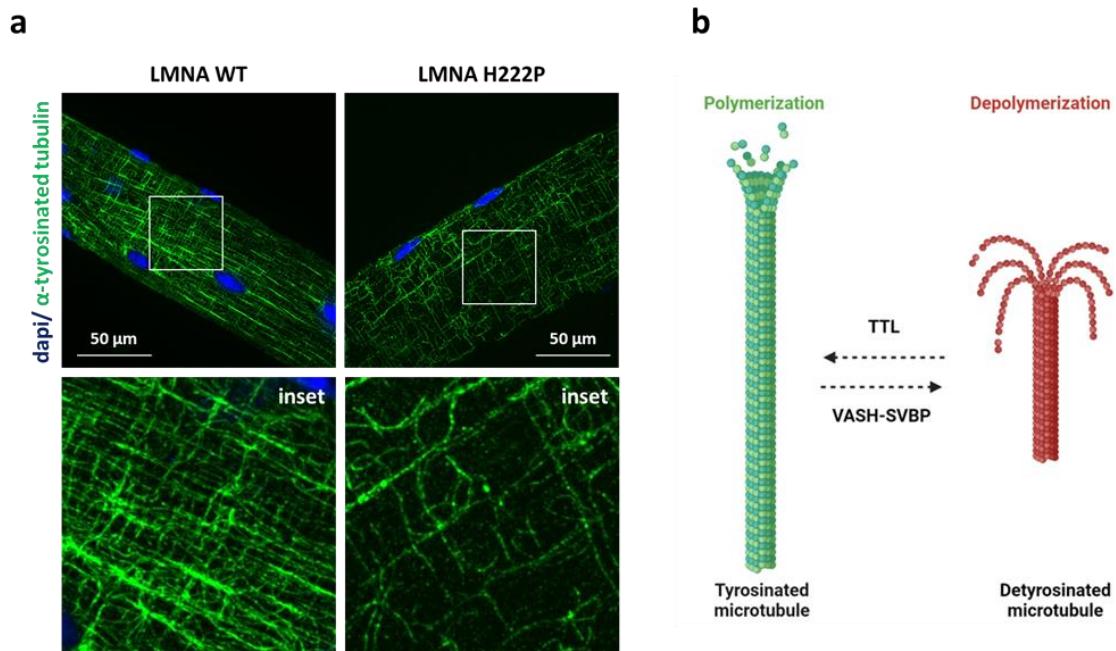 a
b
LMNA WT
LMNA H222P
dapi/ α-tyrosinated tubulin
50 μm
50 μm
inset
inset
Polymerization
Depolymerization
TTL
VASH-SVBP
Tyrosinated
microtubule
Detyrosinated
microtubule